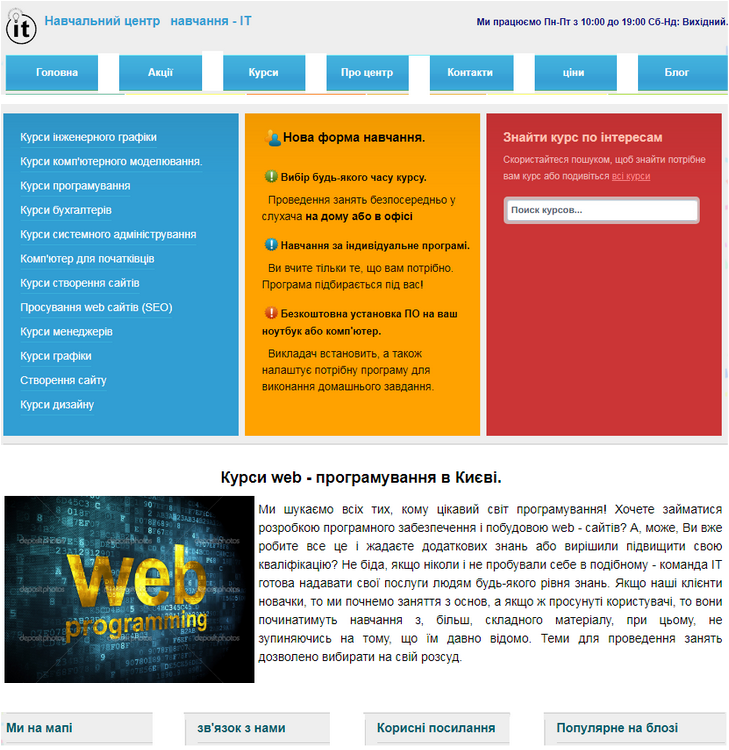 it
Навчальний центр навчання - IT
Ми працюємо Пн-Пт з 10:00 до 19:00 Сб-Нд: Вихідний.
Головна
Акції
Курси
Про центр
Контакти
ціни
Блог
Курси інженерного графіки
Курси комп'ютерного моделювання.
Курси програмування
Курси бухгалтерів
Курси системного адміністрування
Комп'ютер для початківців
Курси створення сайтів
Просування web сайтів (SEO)
Курси менеджерів
Курси графіки
Створення сайту
Курси дизайну
Нова форма навчання.
Вибір будь-якого часу курсу.
Проведення занять безпосередньо у
слухача на дому або в офісі
Навчання за індивідуальне програмі.
Ви вчите тільки те, що вам потрібно.
Програма підбирається під вас!
Безкоштовна установка ПО на ваш
ноутбук або комп'ютер.
Викладач встановить, а також
налаштує потрібну програму для
виконання домашнього завдання.
Знайти курс по інтересам
Скористайтеся пошуком, щоб знайти потрібне
вам курс або подивіться всі курси
Поиск курсов...
Курси web - програмування в Києві.
web
programming
depositphotos
depositphotos
depositphotos
depositphotos
Ми шукаємо всіх тих, кому цікавий світ програмування! Хочете займатися
розробкою програмного забезпечення і побудовою web - сайтів? А, може, Ви вже
робите все це і жадаєте додаткових знань або вирішили підвищити свою
кваліфікацію? Не біда, якщо ніколи і не пробували себе в подібному - команда IT
готова надавати свої послуги людям будь-якого рівня знань. Якщо наші клієнти
новачки, то ми почнемо заняття з основ, а якщо ж просунуті користувачі, то вони
починатимуть навчання з, більш, складного матеріалу, при цьому, не
зупиняючись на тому, що їм давно відомо. Теми для проведення занять
дозволено вибирати на свій розсуд.
Ми на мапі
зв'язок з нами
Корисні посилання
Популярне на блозі